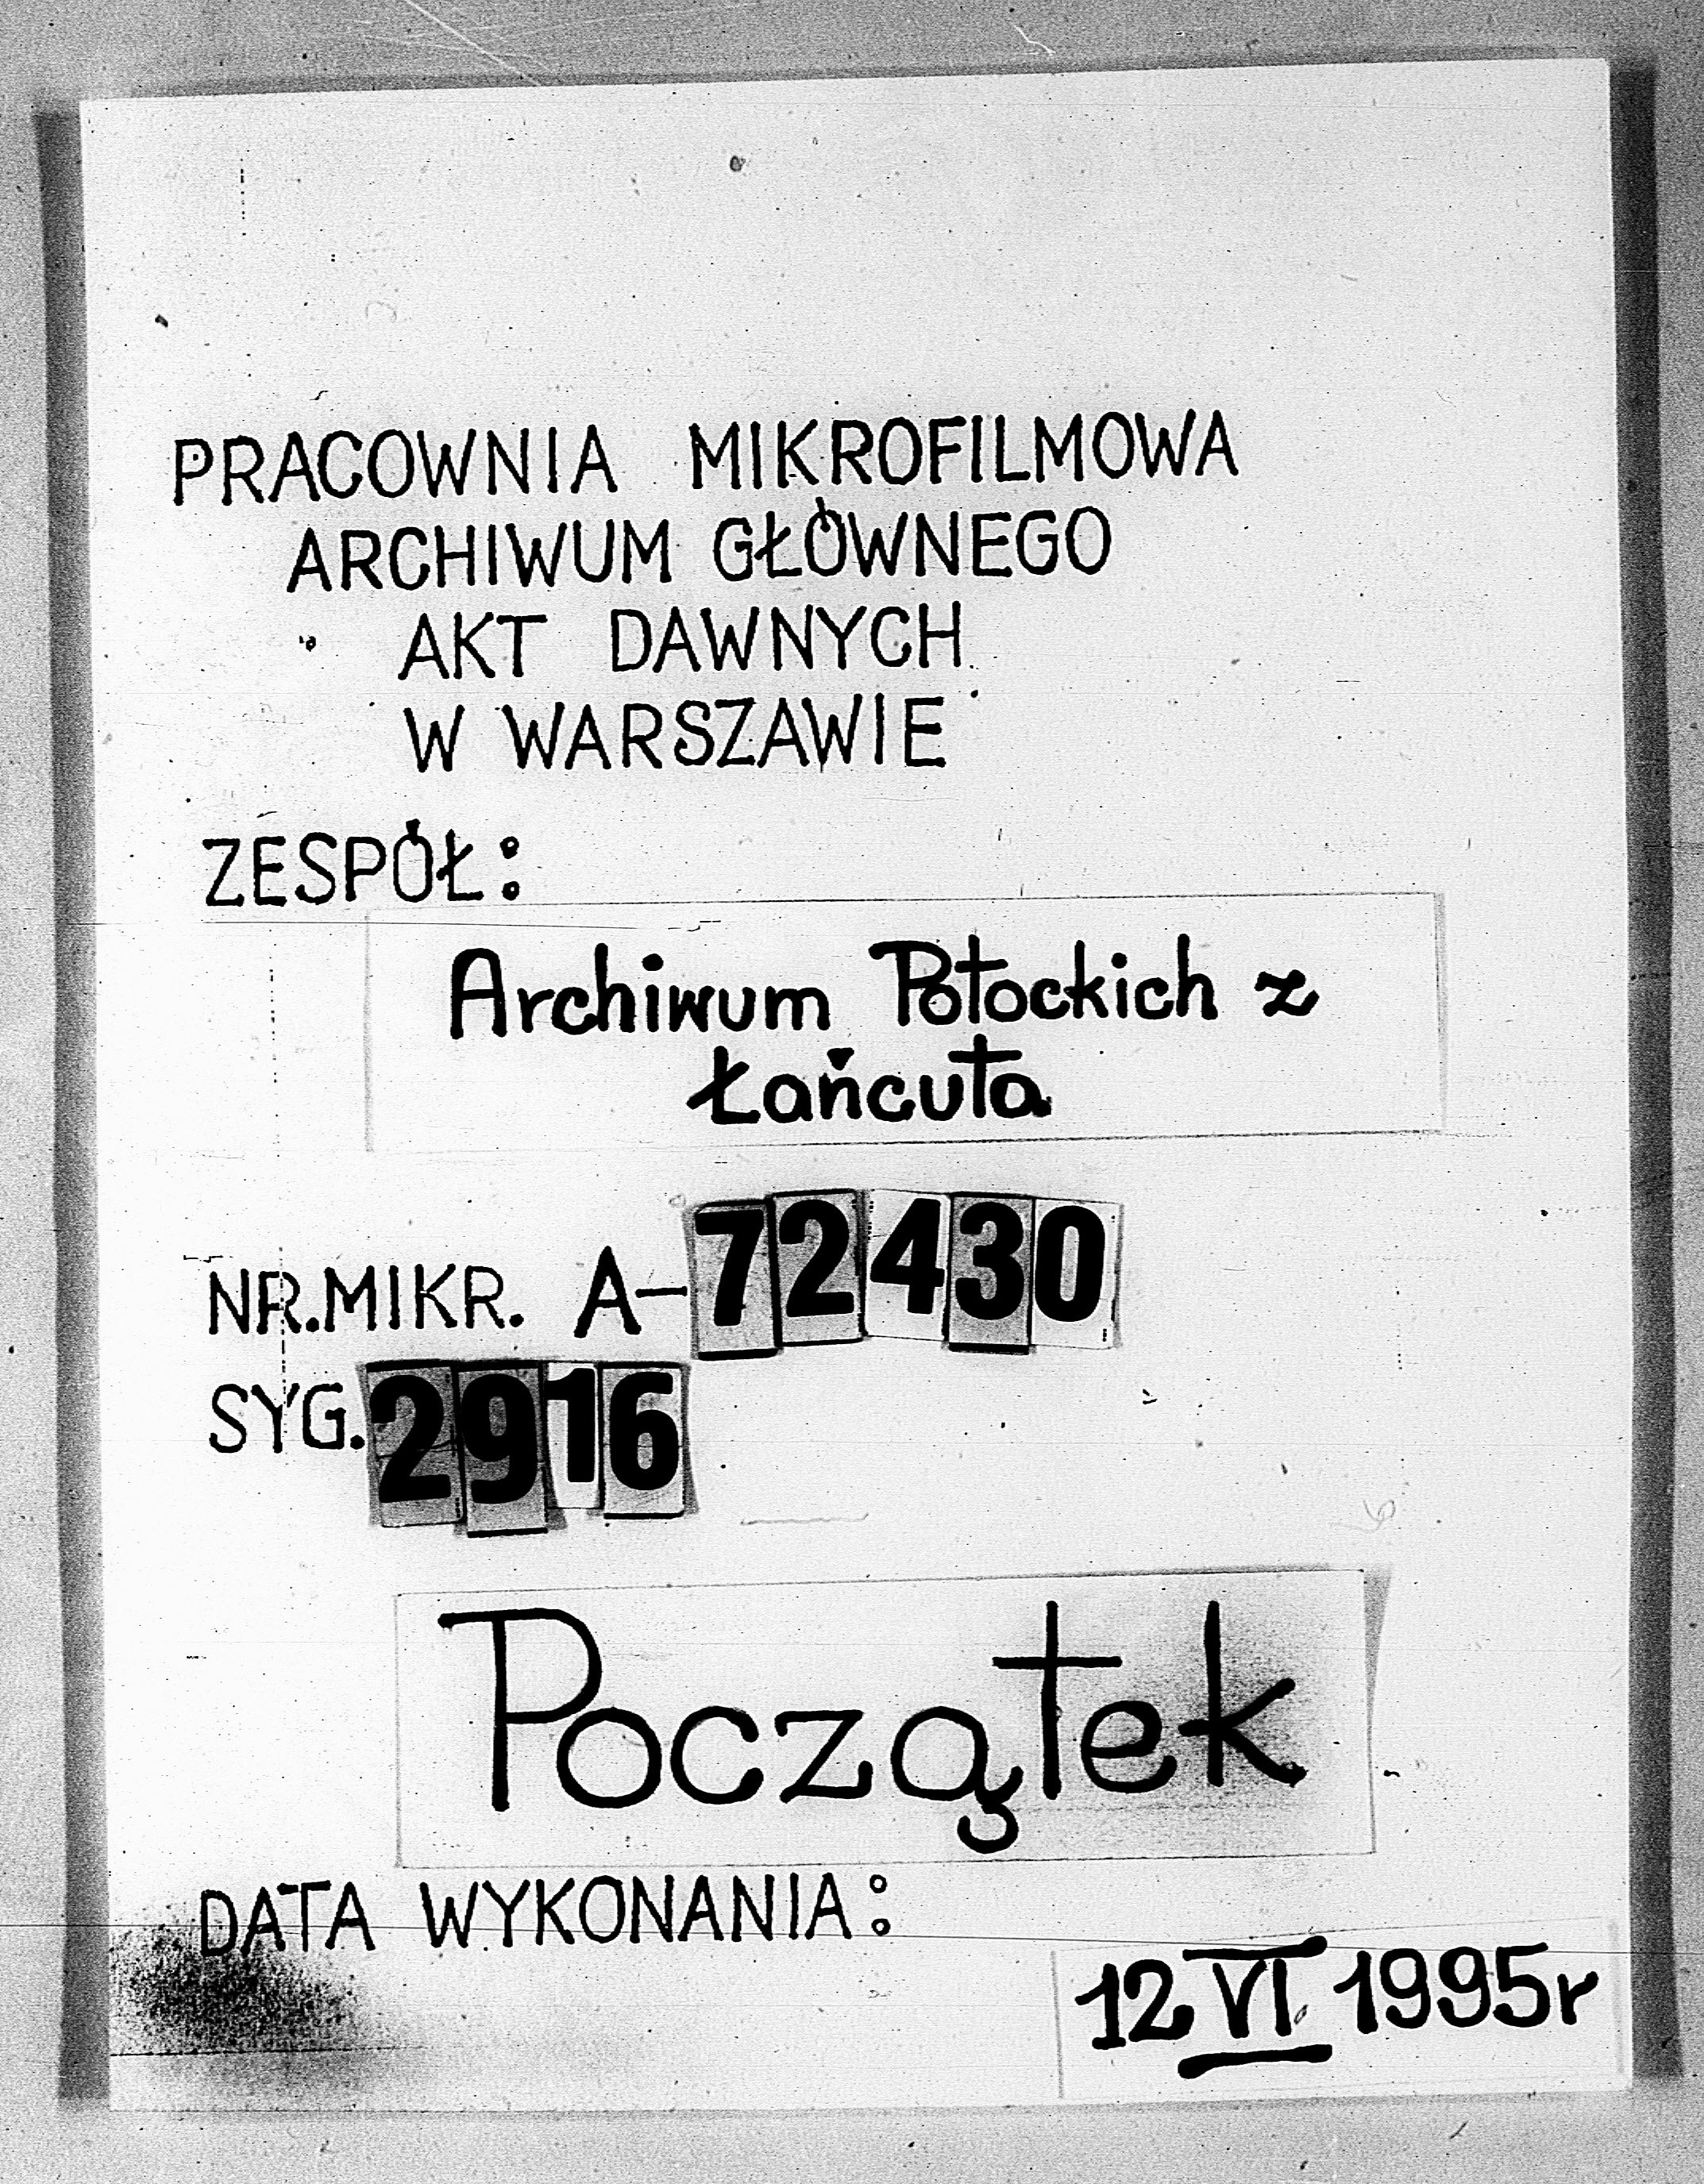 PRACOWNIA MIKROFILMOWA
ARCHIWUM GŁÓWNEGO
AKT DAWNYCH
W WARSZAWIE
ZESPÓŁ:
Archiwum Potockich z
Łańcuta
NR.MIKR. A-72430
SYG. 2916
Początek
DATA WYKONANIA:
12 VI 1995r